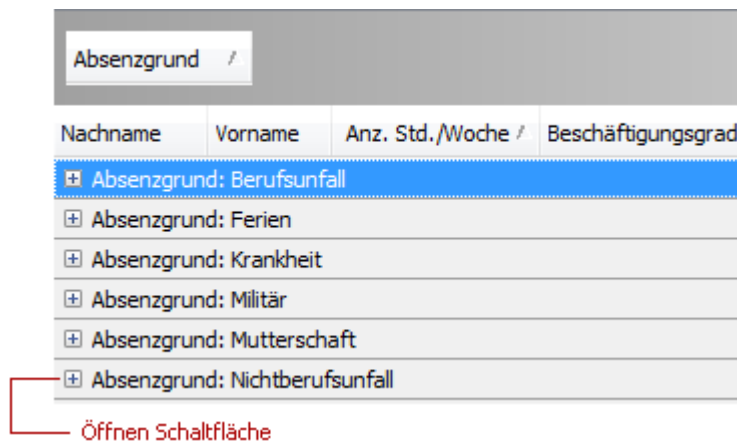 Absenzgrund
Nachname Vorname Anz. Std./Woche Beschäftigungsgrad
Absenzgrund: Berufsunfall
Absenzgrund: Ferien
Absenzgrund: Krankheit
Absenzgrund: Militär
Absenzgrund: Mutterschaft
Absenzgrund: Nichtberufsunfall
Öffnen Schaltfläche